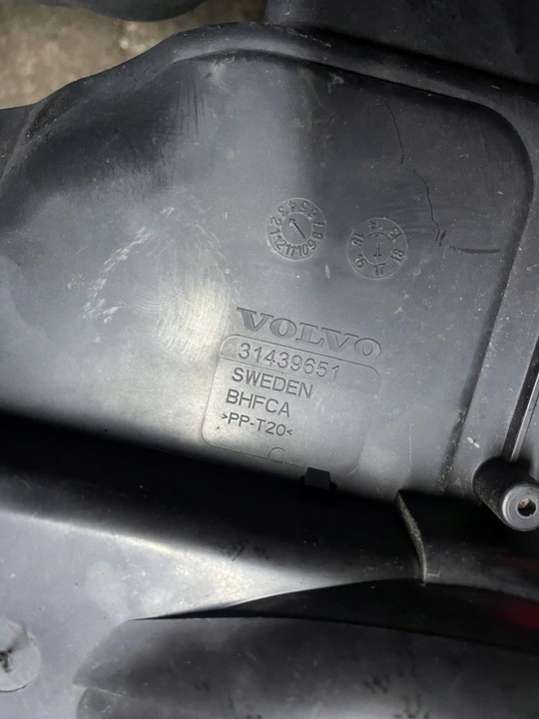 VOLVO
31439651
SWEDEN
BHFCA
>PP-T20<